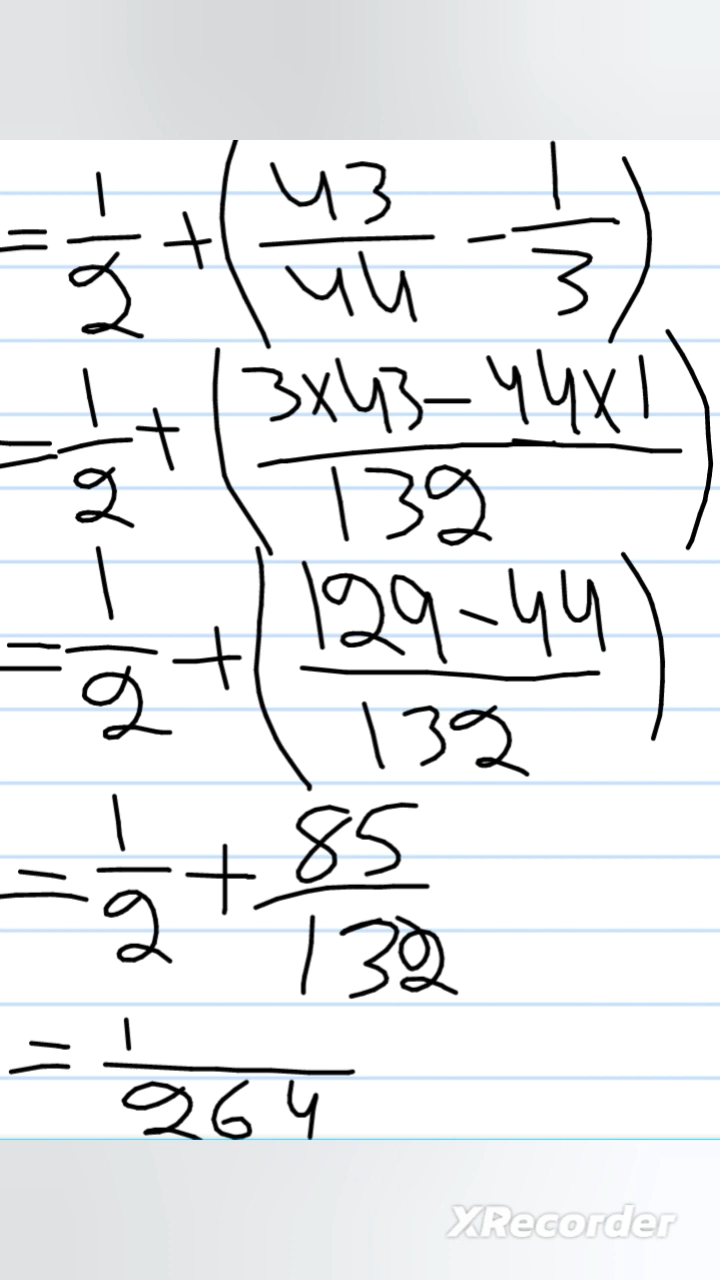 = 1/2 + (43/44 - 1/3)
= 1/2 + (3×43-44×1/132)
= 1/2 + (129-44/132)
= 1/2 + 85/132
= 1/264
XRecorder